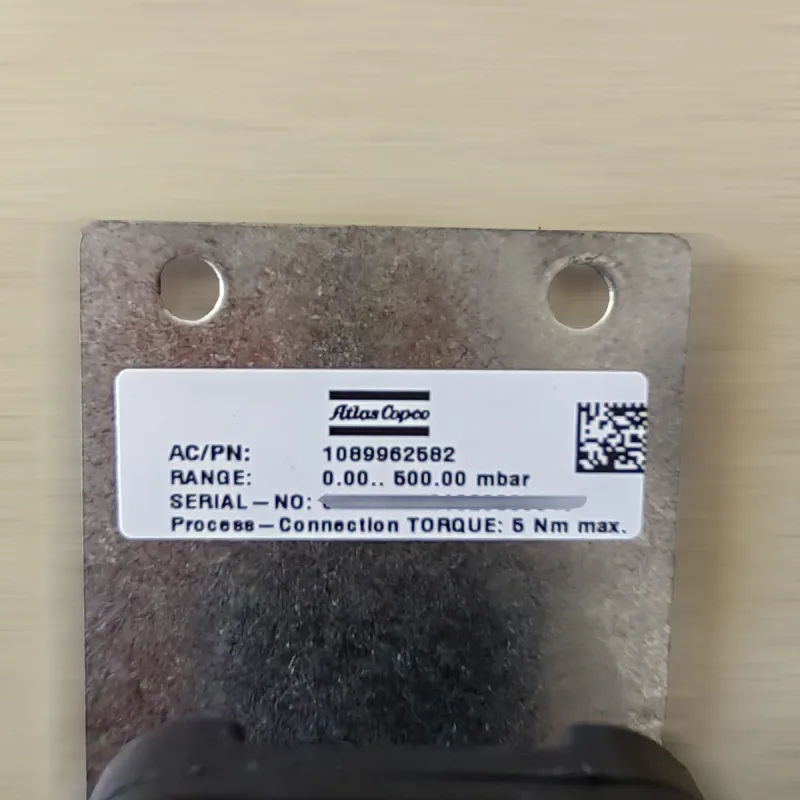 Atlas Copco
AC/PN: 1089962582
RANGE: 0.00.. 500.00 mbar
SERIAL-NO:
Process-Connection TORQUE: 5 Nm max.